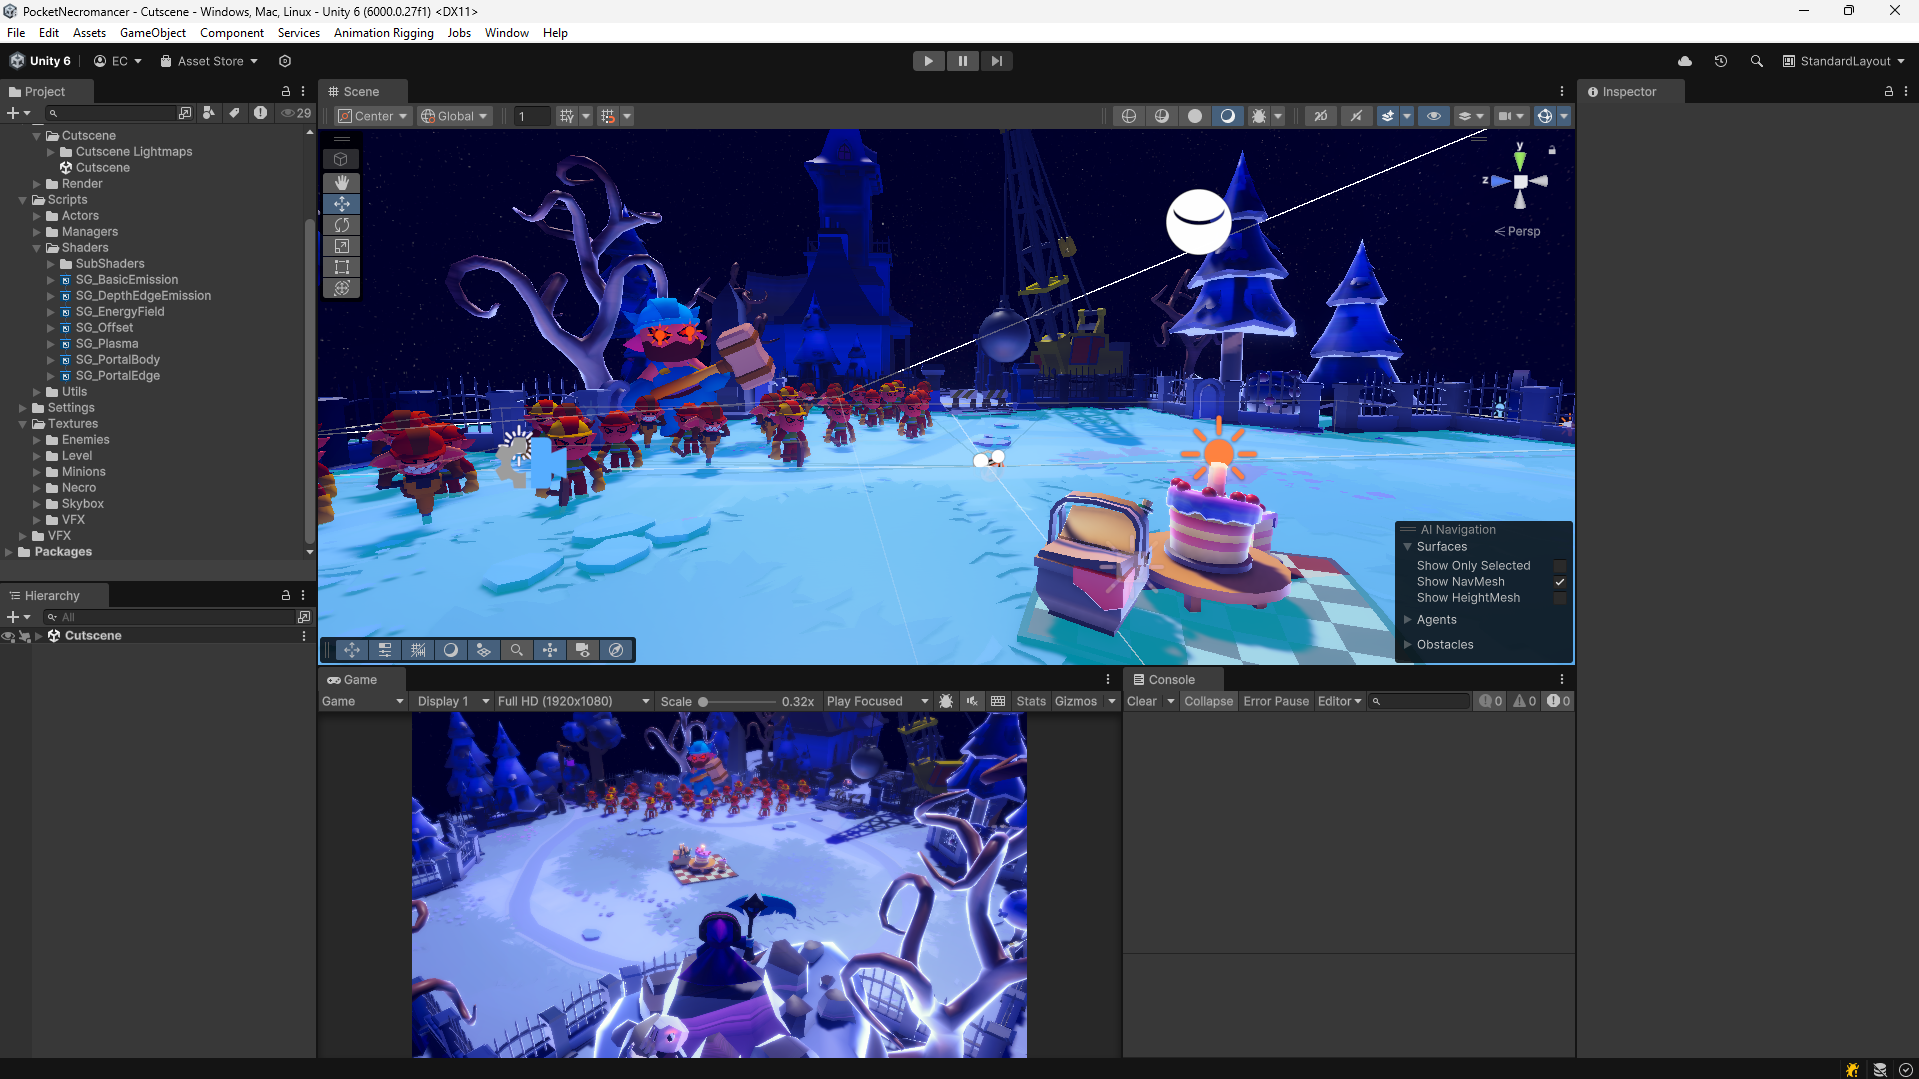 PocketNecromancer - Cutscene - Windows, Mac, Linux - Unity 6 (6000.0.27f1) <DX11>
File Edit Assets GameObject Component Services Animation Rigging Jobs Window Help
Unity 6 EC Asset Store StandardLayout
Project
29
Cutscene
Cutscene Lightmaps
Cutscene
Render
Scripts
Actors
Managers
Shaders
SubShaders
SG_BasicEmission
SG_DepthEdgeEmission
SG_EnergyField
SG_Offset
SG_Plasma
SG_PortalBody
SG_PortalEdge
Utils
Settings
Textures
Enemies
Level
Minions
Necro
Skybox
VFX
VFX
Packages
Hierarchy
All
Cutscene
Scene
Center Global 1 2D
y
z
Persp
AI Navigation
Surfaces
Show Only Selected
Show NavMesh
Show HeightMesh
Agents
Obstacles
Game
Game Display 1 Full HD (1920x1080) Scale 0.32x Play Focused Stats Gizmos
Console
Clear Collapse Error Pause Editor 0 0 0
Inspector